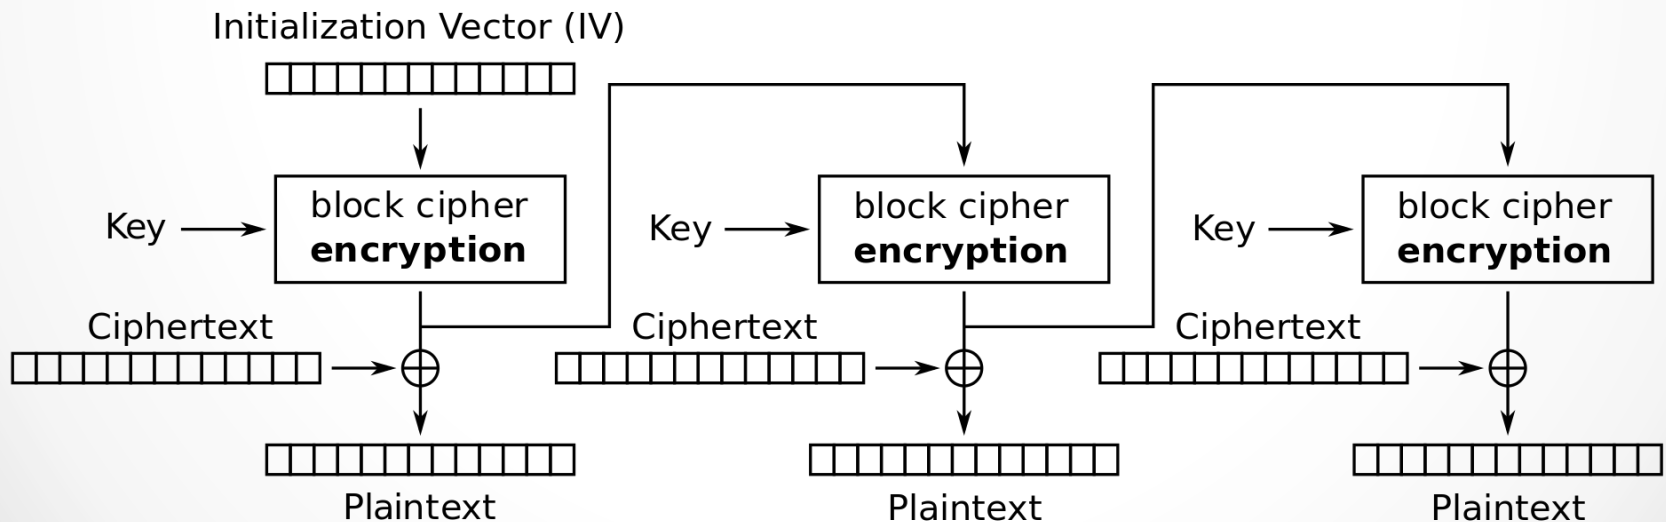 Initialization Vector (IV)
Key
block cipher
encryption
Key
block cipher
encryption
Key
block cipher
encryption
Ciphertext
Ciphertext
Ciphertext
Plaintext
Plaintext
Plaintext